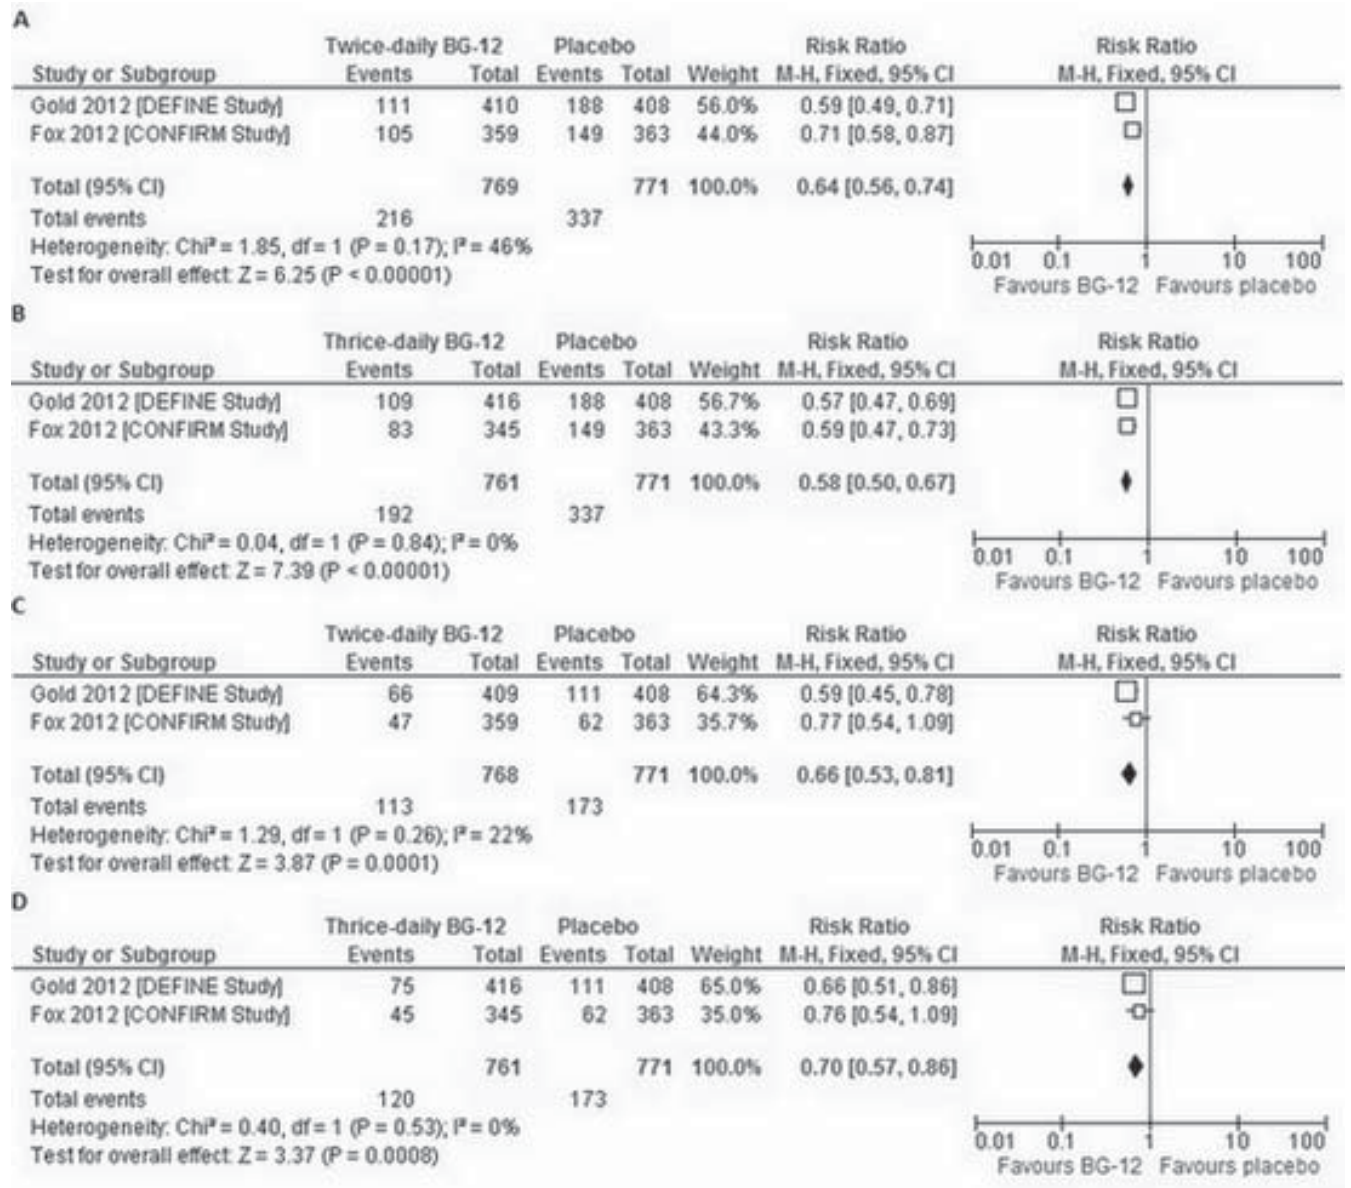 A
Twice-daily BG-12 Placebo Risk Ratio Risk Ratio
Study or Subgroup Events Total Events Total Weight M-H, Fixed, 95% CI M-H, Fixed, 95% CI
Gold 2012 [DEFINE Study] 111 410 188 408 56.0% 0.59 [0.49, 0.71]
Fox 2012 [CONFIRM Study] 105 359 149 363 44.0% 0.71 [0.58, 0.87]
Total (95% CI) 769 771 100.0% 0.64 [0.56, 0.74]
Total events 216 337
Heterogeneity: Chi² = 1.85, df = 1 (P = 0.17); I² = 46%
Test for overall effect: Z = 6.25 (P < 0.00001)
0.01 0.1 1 10 100
Favours BG-12 Favours placebo
B
Thrice-daily BG-12 Placebo Risk Ratio Risk Ratio
Study or Subgroup Events Total Events Total Weight M-H, Fixed, 95% CI M-H, Fixed, 95% CI
Gold 2012 [DEFINE Study] 109 416 188 408 56.7% 0.57 [0.47, 0.69]
Fox 2012 [CONFIRM Study] 83 345 149 363 43.3% 0.59 [0.47, 0.73]
Total (95% CI) 761 771 100.0% 0.58 [0.50, 0.67]
Total events 192 337
Heterogeneity: Chi² = 0.04, df = 1 (P = 0.84); I² = 0%
Test for overall effect: Z = 7.39 (P < 0.00001)
0.01 0.1 1 10 100
Favours BG-12 Favours placebo
C
Twice-daily BG-12 Placebo Risk Ratio Risk Ratio
Study or Subgroup Events Total Events Total Weight M-H, Fixed, 95% CI M-H, Fixed, 95% CI
Gold 2012 [DEFINE Study] 66 409 111 408 64.3% 0.59 [0.45, 0.78]
Fox 2012 [CONFIRM Study] 47 359 62 363 35.7% 0.77 [0.54, 1.09]
Total (95% CI) 768 771 100.0% 0.66 [0.53, 0.81]
Total events 113 173
Heterogeneity: Chi² = 1.29, df = 1 (P = 0.26); I² = 22%
Test for overall effect: Z = 3.87 (P = 0.0001)
0.01 0.1 1 10 100
Favours BG-12 Favours placebo
D
Thrice-daily BG-12 Placebo Risk Ratio Risk Ratio
Study or Subgroup Events Total Events Total Weight M-H, Fixed, 95% CI M-H, Fixed, 95% CI
Gold 2012 [DEFINE Study] 75 416 111 408 65.0% 0.66 [0.51, 0.86]
Fox 2012 [CONFIRM Study] 45 345 62 363 35.0% 0.76 [0.54, 1.09]
Total (95% CI) 761 771 100.0% 0.70 [0.57, 0.86]
Total events 120 173
Heterogeneity: Chi² = 0.40, df = 1 (P = 0.53); I² = 0%
Test for overall effect: Z = 3.37 (P = 0.0008)
0.01 0.1 1 10 100
Favours BG-12 Favours placebo